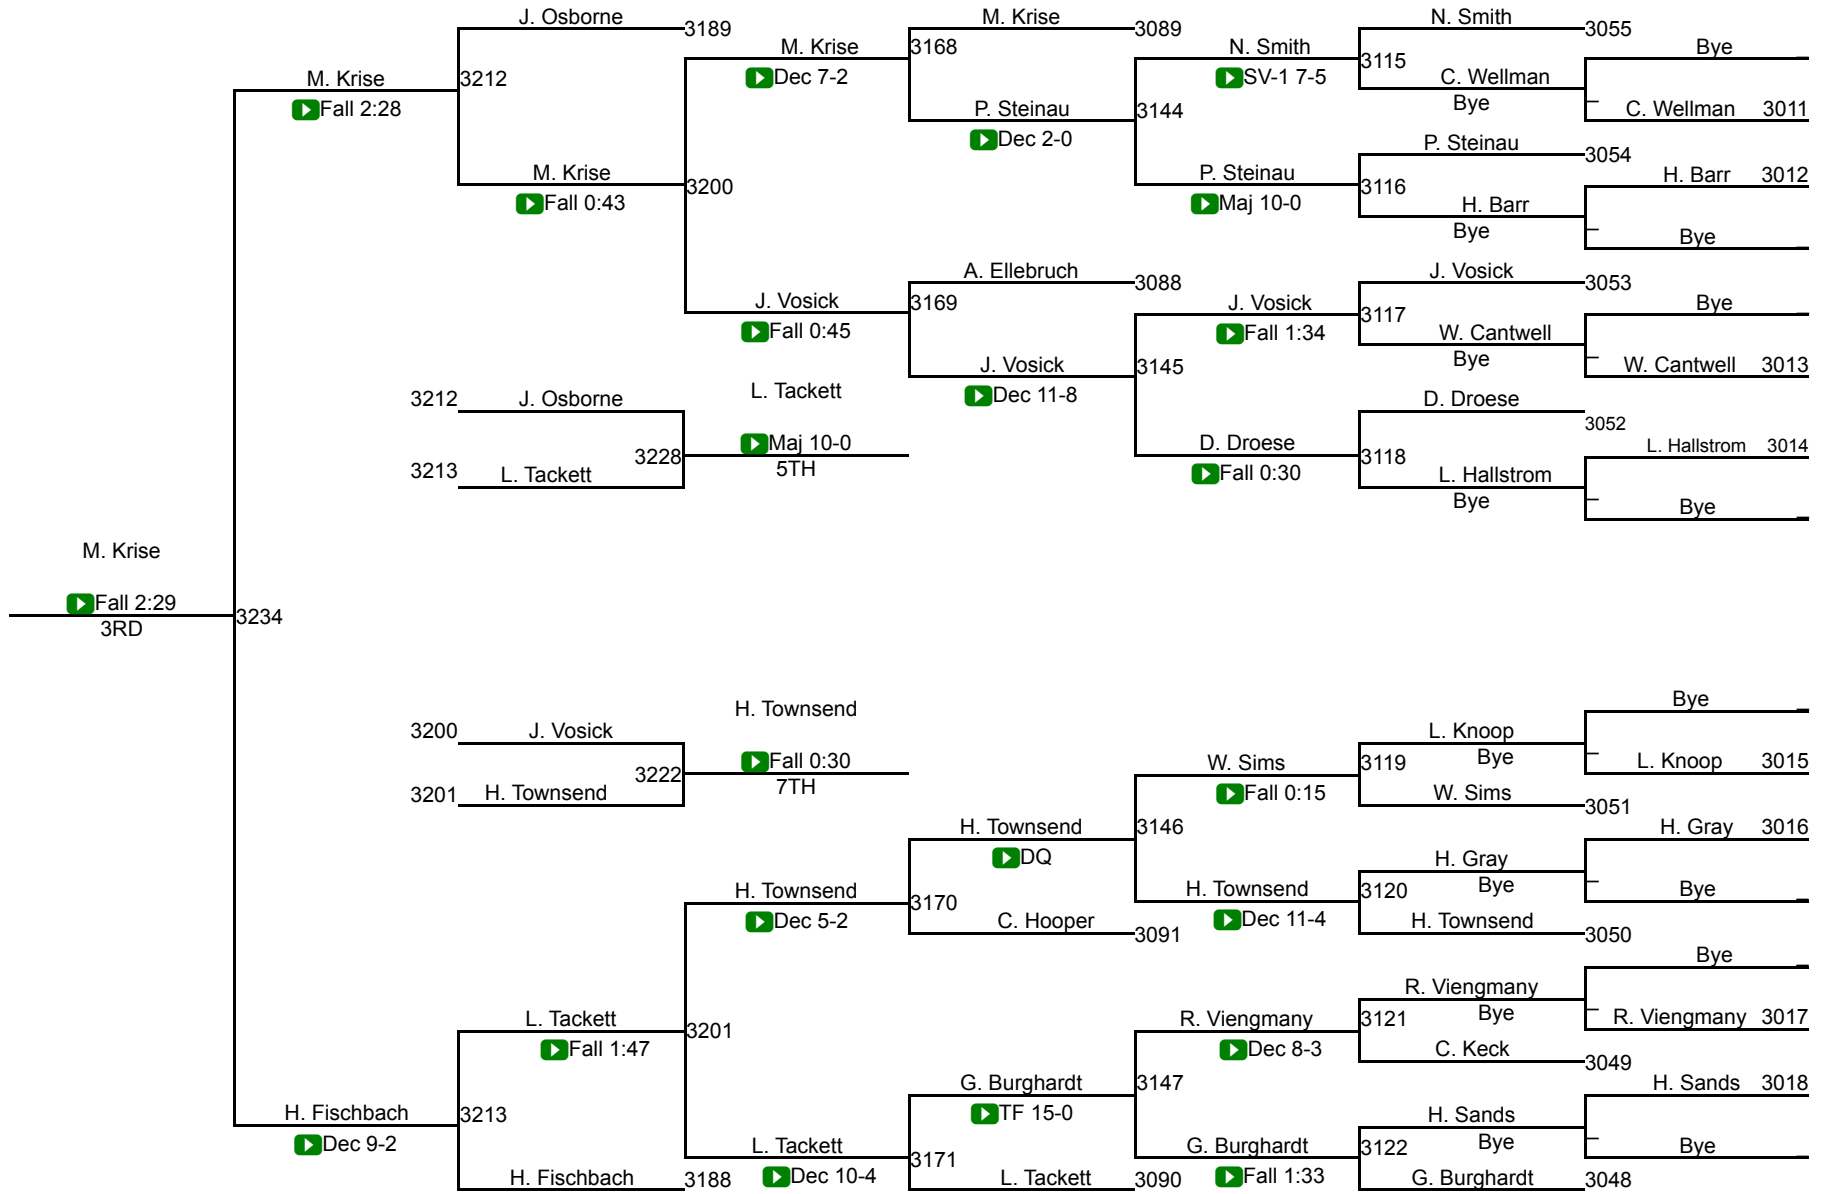 J. Osborne
3189
M. Krise
3089
N. Smith
3055
Bye
M. Krise
Dec 7-2
3168
N. Smith
SV-1 7-5
3115
C. Wellman
Bye
C. Wellman 3011
M. Krise
Fall 2:28
3212
P. Steinau
Dec 2-0
3144
P. Steinau
3054
H. Barr 3012
M. Krise
Fall 0:43
3200
P. Steinau
Maj 10-0
3116
H. Barr
Bye
Bye
A. Ellebruch
3088
J. Vosick
3053
Bye
J. Vosick
Fall 0:45
3169
J. Vosick
Fall 1:34
3117
W. Cantwell
Bye
W. Cantwell 3013
J. Vosick
Dec 11-8
3145
3212
J. Osborne
L. Tackett
D. Droese
3052
3213
L. Tackett
3228
Maj 10-0
5TH
D. Droese
Fall 0:30
3118
L. Hallstrom
Bye
L. Hallstrom 3014
Bye
M. Krise
Fall 2:29
3RD
3234
Bye
3200
J. Vosick
H. Townsend
L. Knoop
Bye
3201
H. Townsend
3222
Fall 0:30
7TH
W. Sims
Fall 0:15
3119
L. Knoop 3015
W. Sims
3051
H. Townsend
DQ
3146
H. Gray 3016
H. Townsend
Dec 5-2
3170
H. Townsend
Dec 11-4
3120
H. Gray
Bye
Bye
C. Hooper
3091
H. Townsend
3050
Bye
L. Tackett
Fall 1:47
3201
R. Viengmany
Dec 8-3
3121
R. Viengmany
Bye
R. Viengmany 3017
C. Keck
3049
G. Burghardt
TF 15-0
3147
H. Sands 3018
H. Fischbach
Dec 9-2
3213
L. Tackett
Dec 10-4
3171
G. Burghardt
Fall 1:33
3122
H. Sands
Bye
Bye
H. Fischbach
3188
L. Tackett
3090
G. Burghardt
3048